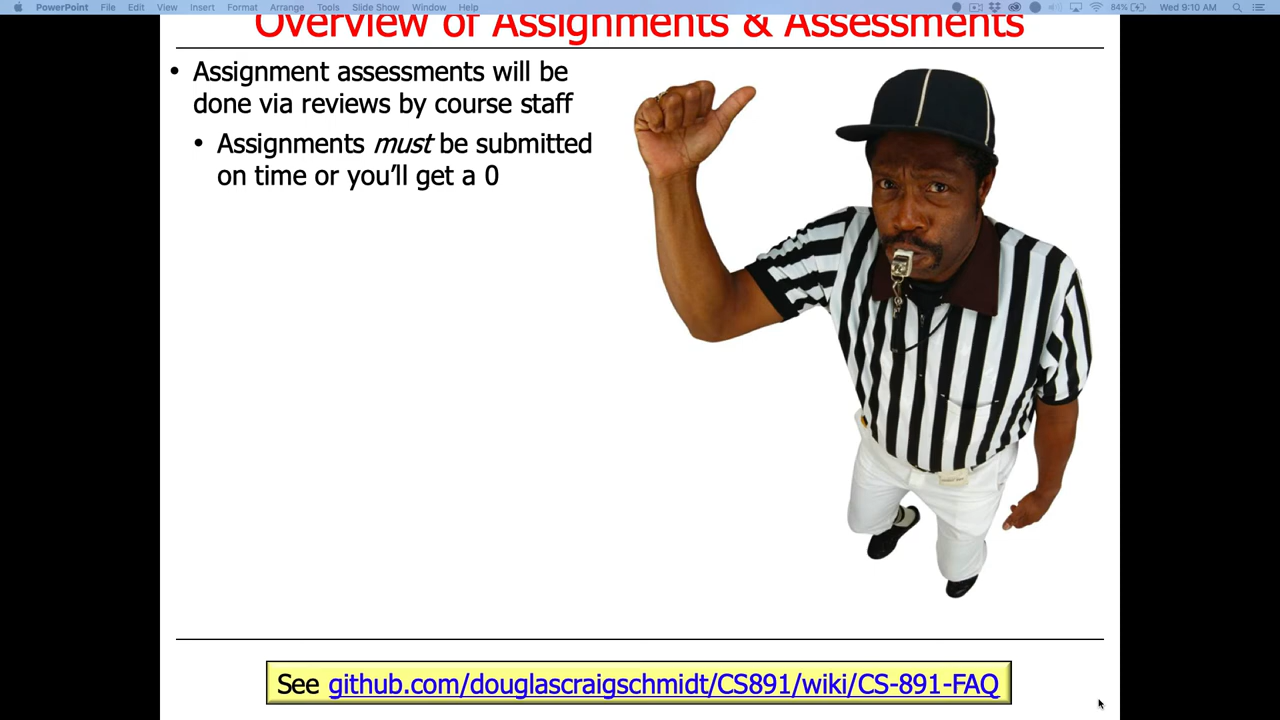 PowerPoint File Edit View Insert Format Arrange Tools Slide Show Window Help 84% Wed 9:10 AM
Overview of Assignments & Assessments
• Assignment assessments will be
done via reviews by course staff
• Assignments must be submitted
on time or you’ll get a 0
See github.com/douglascraigschmidt/CS891/wiki/CS-891-FAQ